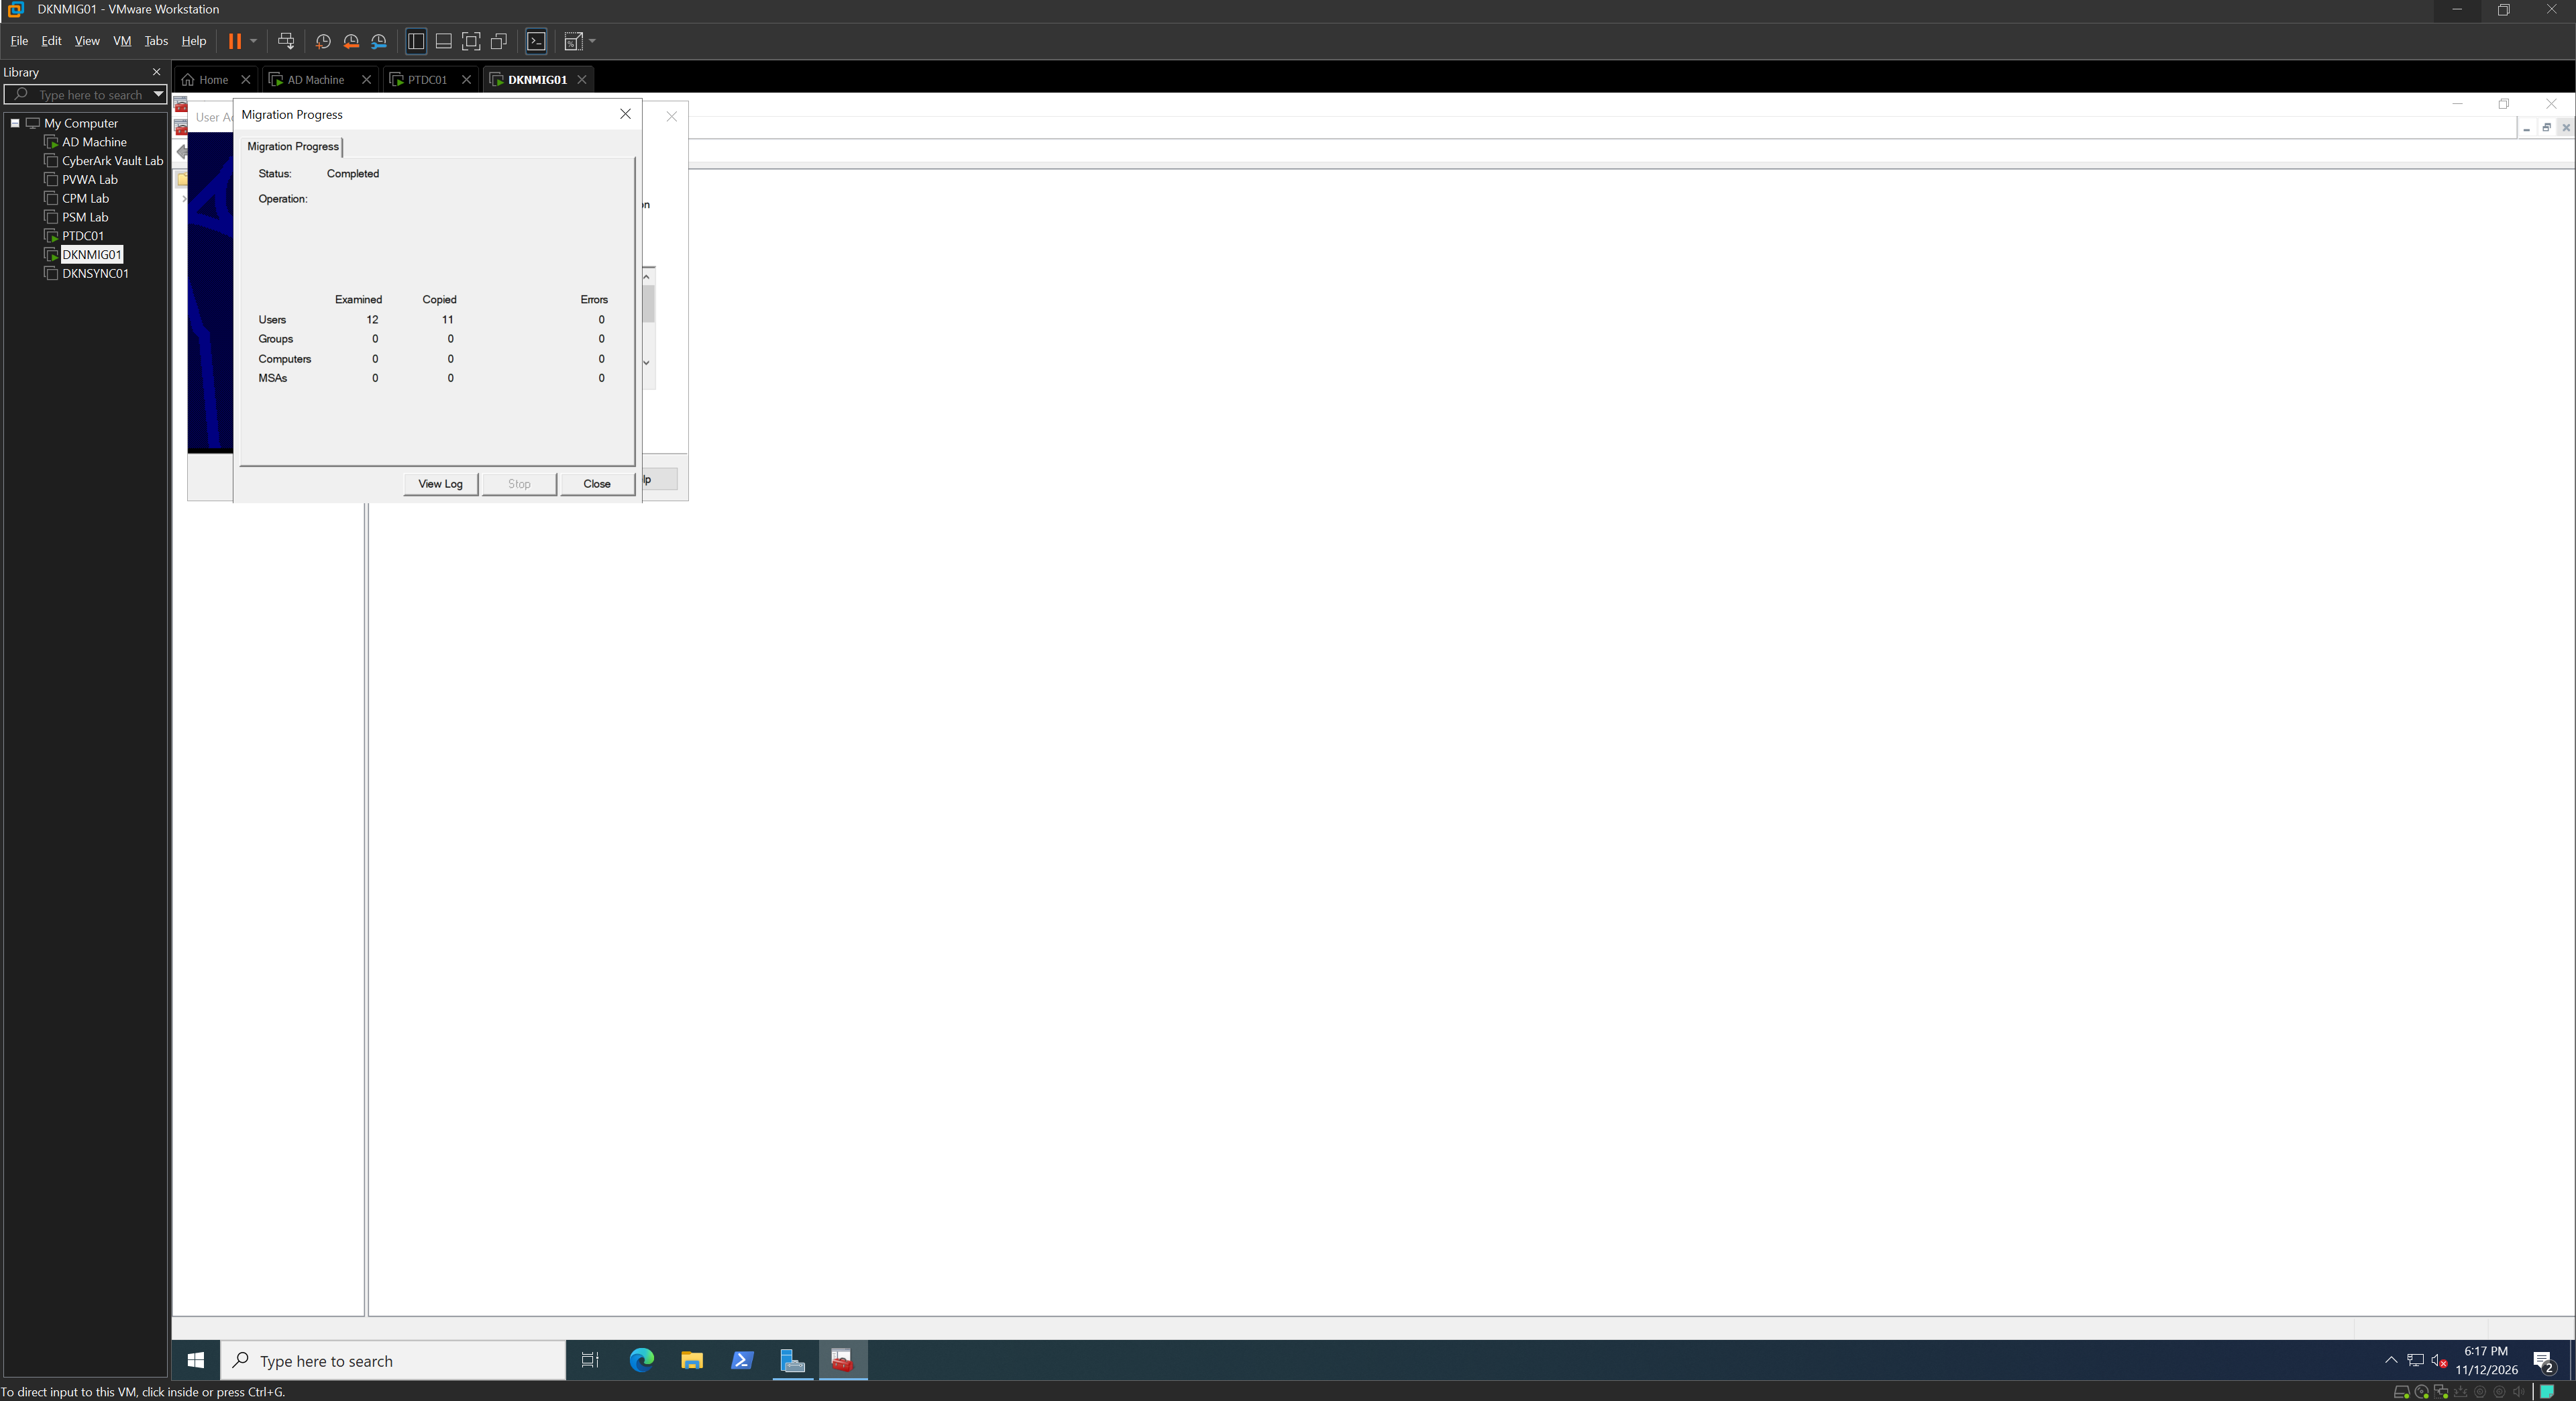 DKNMIG01 - VMware Workstation
File Edit View VM Tabs Help
Library
Home AD Machine PTDC01 DKNMIG01
Type here to search
My Computer
AD Machine
CyberArk Vault Lab
PVWA Lab
CPM Lab
PSM Lab
PTDC01
DKNMIG01
DKNSYNC01
User Ac
Migration Progress
Migration Progress
Status: Completed
Operation:
Examined Copied Errors
Users 12 11 0
Groups 0 0 0
Computers 0 0 0
MSAs 0 0 0
View Log Stop Close
Type here to search
6:17 PM
11/12/2026
2
To direct input to this VM, click inside or press Ctrl+G.